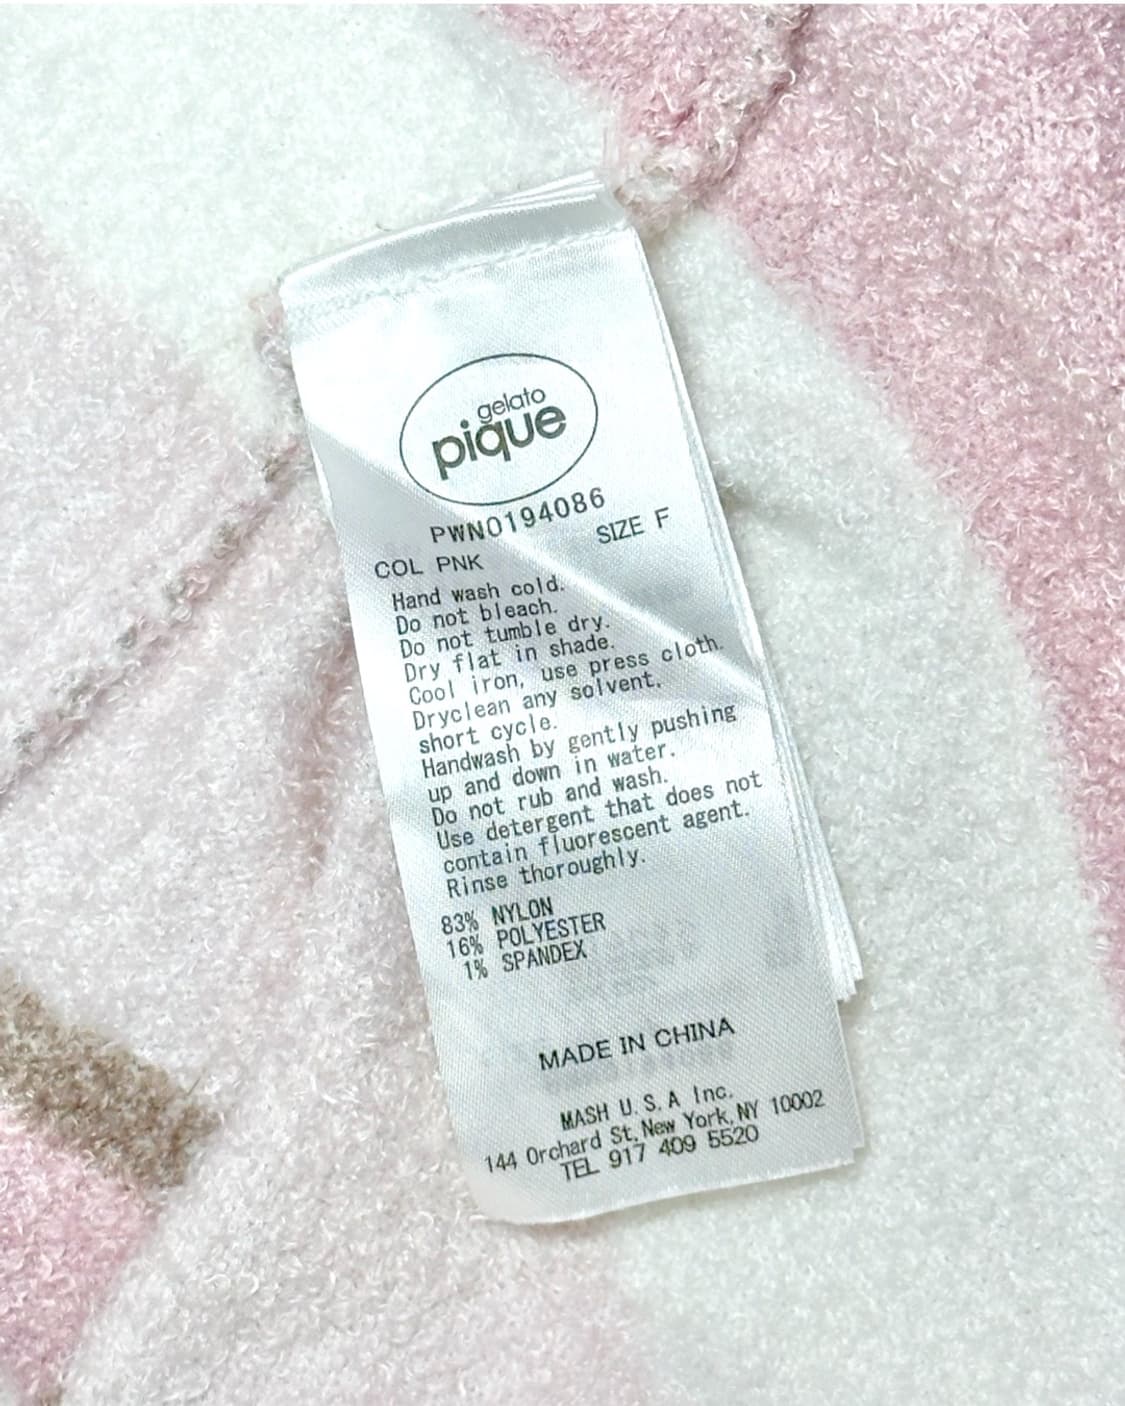 gelato
pique
PWNO194086
SIZE F
COL PNK
Hand wash cold.
Do not bleach.
Do not tumble dry.
Dry flat in shade.
Cool iron, use press cloth.
Dryclean any solvent,
short cycle.
Handwash by gently pushing
up and down in water.
Do not rub and wash.
Use detergent that does not
contain fluorescent agent.
Rinse thoroughly.
83% NYLON
16% POLYESTER
1% SPANDEX
MADE IN CHINA
MASH U.S.A Inc.
144 Orchard St.New York,NY 10002
TEL 917 409 5520